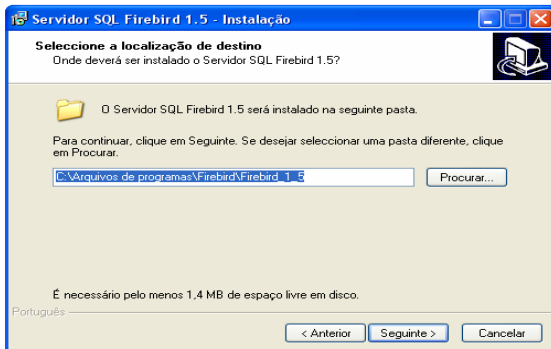 Servidor SQL Firebird 1.5 - Instalação
Seleccione a localização de destino
Onde deverá ser instalado o Servidor SQL Firebird 1.5?
O Servidor SQL Firebird 1.5 será instalado na seguinte pasta.
Para continuar, clique em Seguinte. Se desejar seleccionar uma pasta diferente, clique
em Procurar.
C:\Arquivos de programas\Firebird\Firebird_1_5
Procurar...
É necessário pelo menos 1,4 MB de espaço livre em disco.
Português
< Anterior
Seguinte >
Cancelar